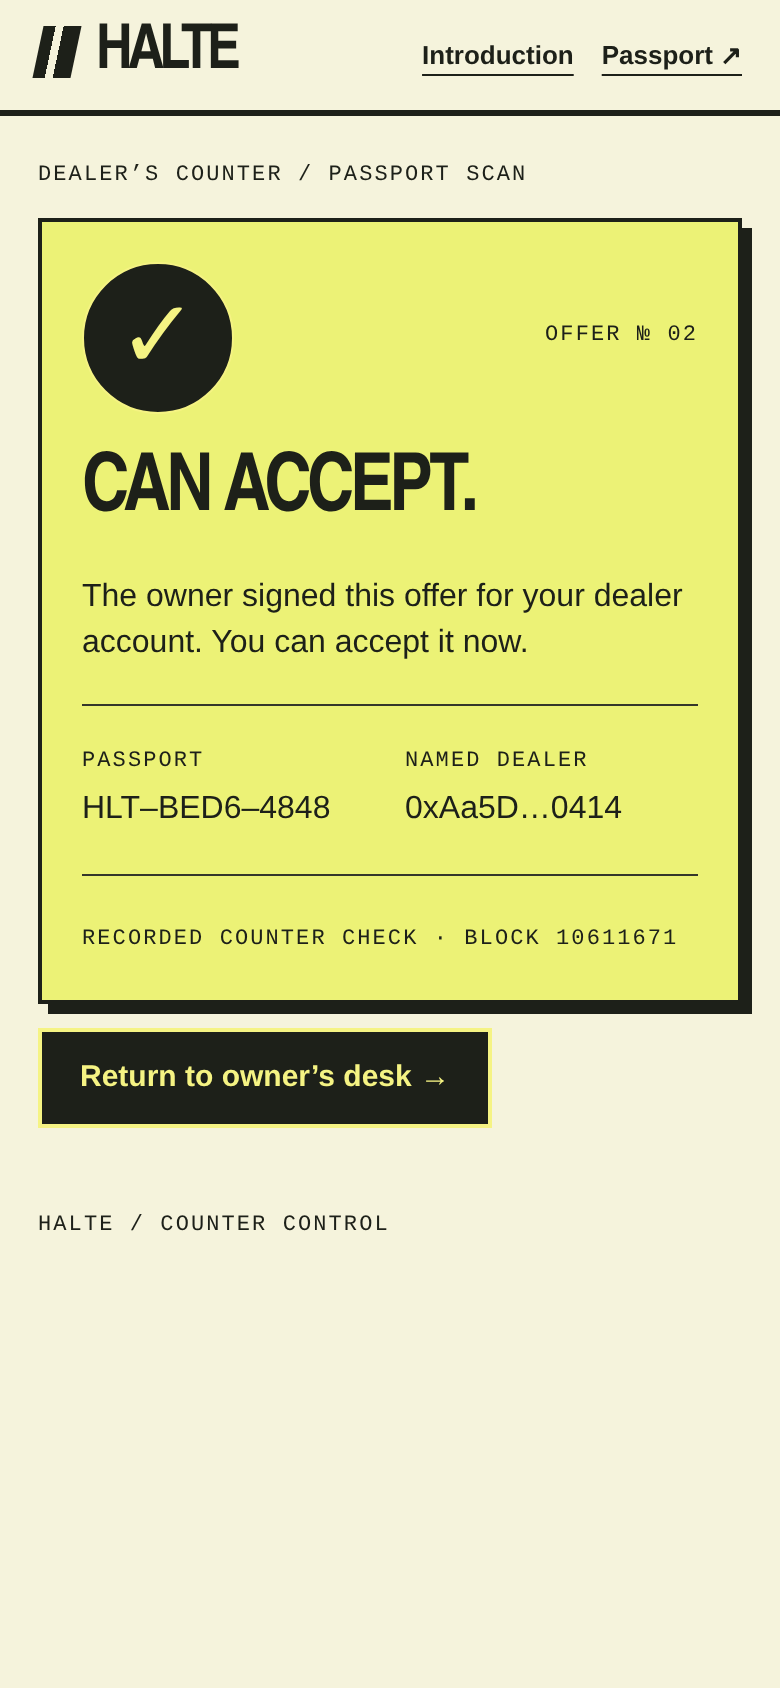 HALTE
Introduction Passport ↗
DEALER’S COUNTER / PASSPORT SCAN
✓
OFFER № 02
CAN ACCEPT.
The owner signed this offer for your dealer
account. You can accept it now.
PASSPORT NAMED DEALER
HLT–BED6–4848 0xAa5D…0414
RECORDED COUNTER CHECK · BLOCK 10611671
Return to owner’s desk →
HALTE / COUNTER CONTROL